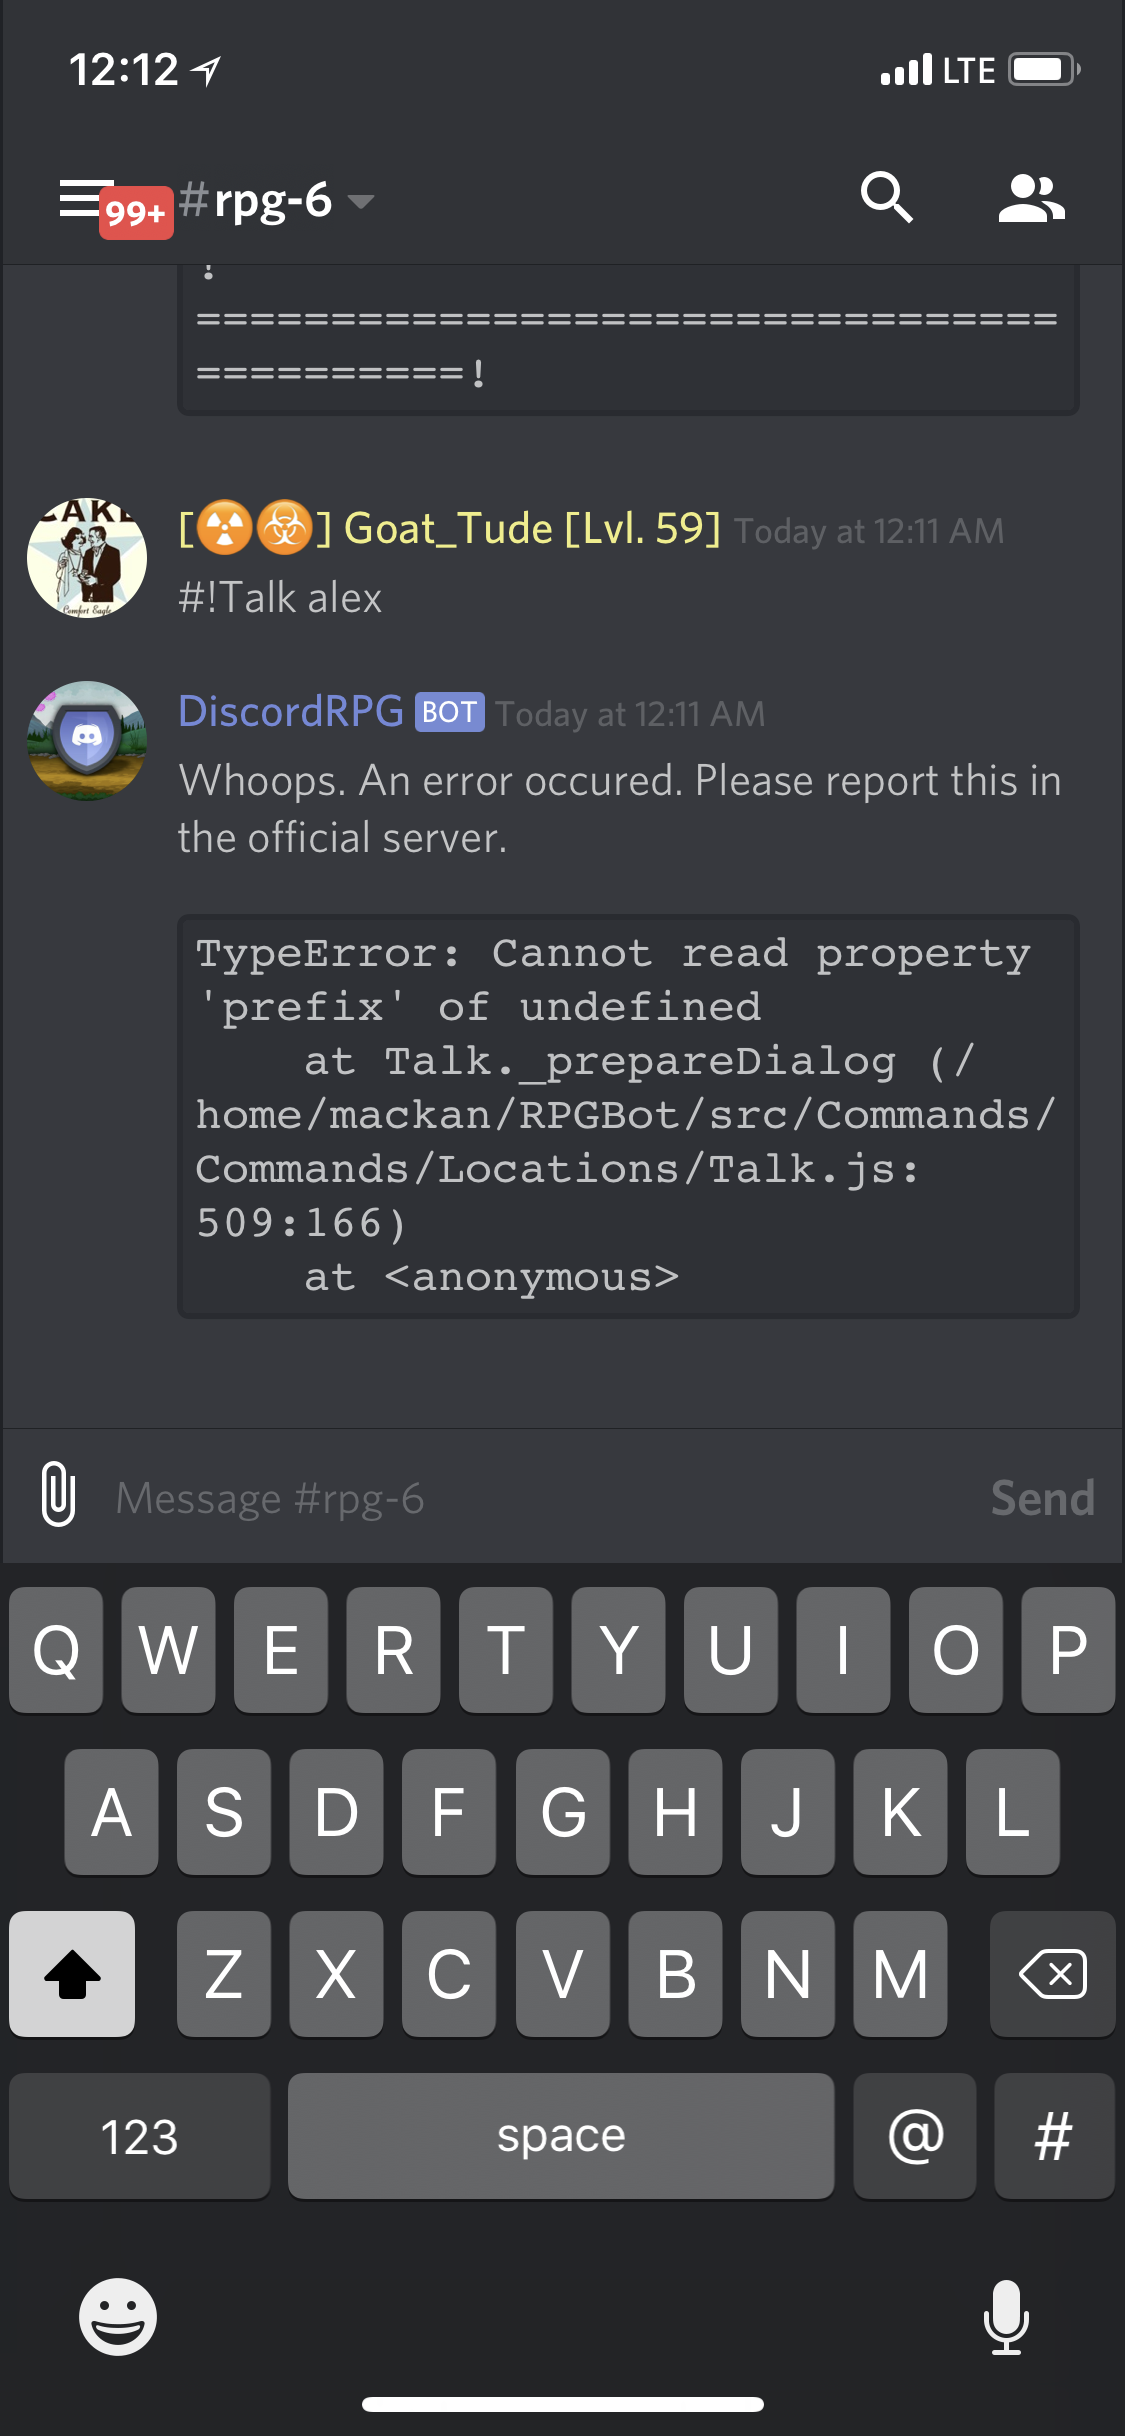 12:12 LTE
99+ #rpg-6
!
================================
==========!
CAKE
Comfort Eagle
[☢☣] Goat_Tude [Lvl. 59] Today at 12:11 AM
#!Talk alex
DiscordRPG BOT Today at 12:11 AM
Whoops. An error occured. Please report this in
the official server.
TypeError: Cannot read property
'prefix' of undefined
    at Talk._prepareDialog (/
home/mackan/RPGBot/src/Commands/
Commands/Locations/Talk.js:
509:166)
    at <anonymous>
Message #rpg-6 Send
Q W E R T Y U I O P
A S D F G H J K L
Z X C V B N M
123 space @ #